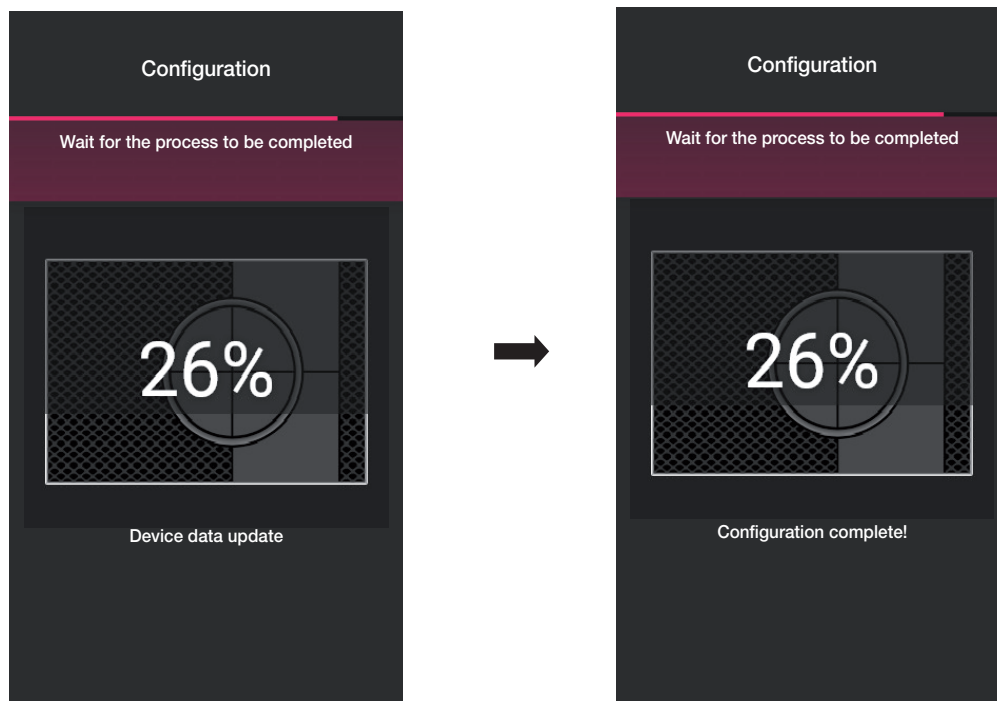 Configuration
Wait for the process to be completed
26%
Device data update
Configuration
Wait for the process to be completed
26%
Configuration complete!